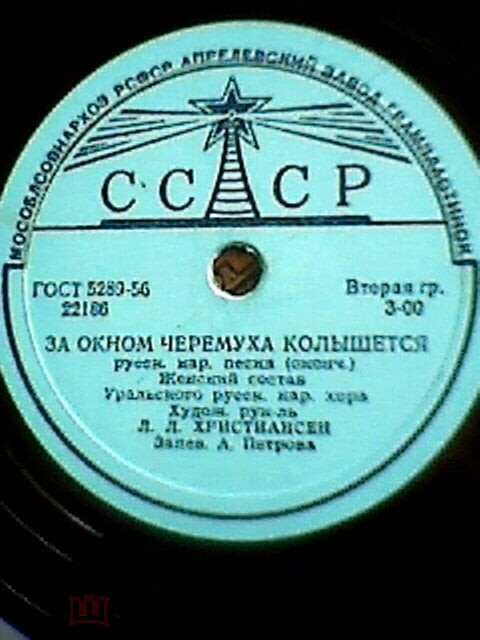 МОСОБЛСОВНАРХОЗ РСФСР АПРЕЛЕВСКИЙ ЗАВОД ГРАМПЛАСТИНОК
СССР
ГОСТ 5289-56
22186
Вторая гр.
3-00
ЗА ОКНОМ ЧЕРЕМУХА КОЛЫШЕТСЯ
русск. нар. песня (оконч.)
Женский состав
Уральского русск. нар. хора
Худож. рук-ль
Л. Л. ХРИСТИАНСЕН
Запев. А. Петрова